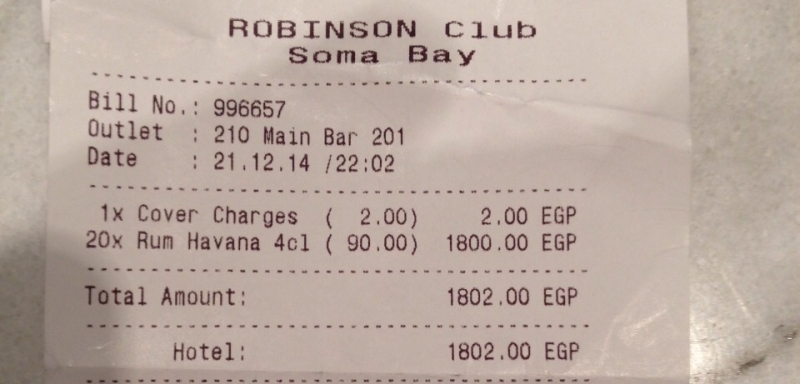 ROBINSON Club
Soma Bay
Bill No.: 996657
Outlet : 210 Main Bar 201
Date : 21.12.14 /22:02
1x Cover Charges ( 2.00) 2.00 EGP
20x Rum Havana 4cl ( 90.00) 1800.00 EGP
Total Amount: 1802.00 EGP
Hotel: 1802.00 EGP